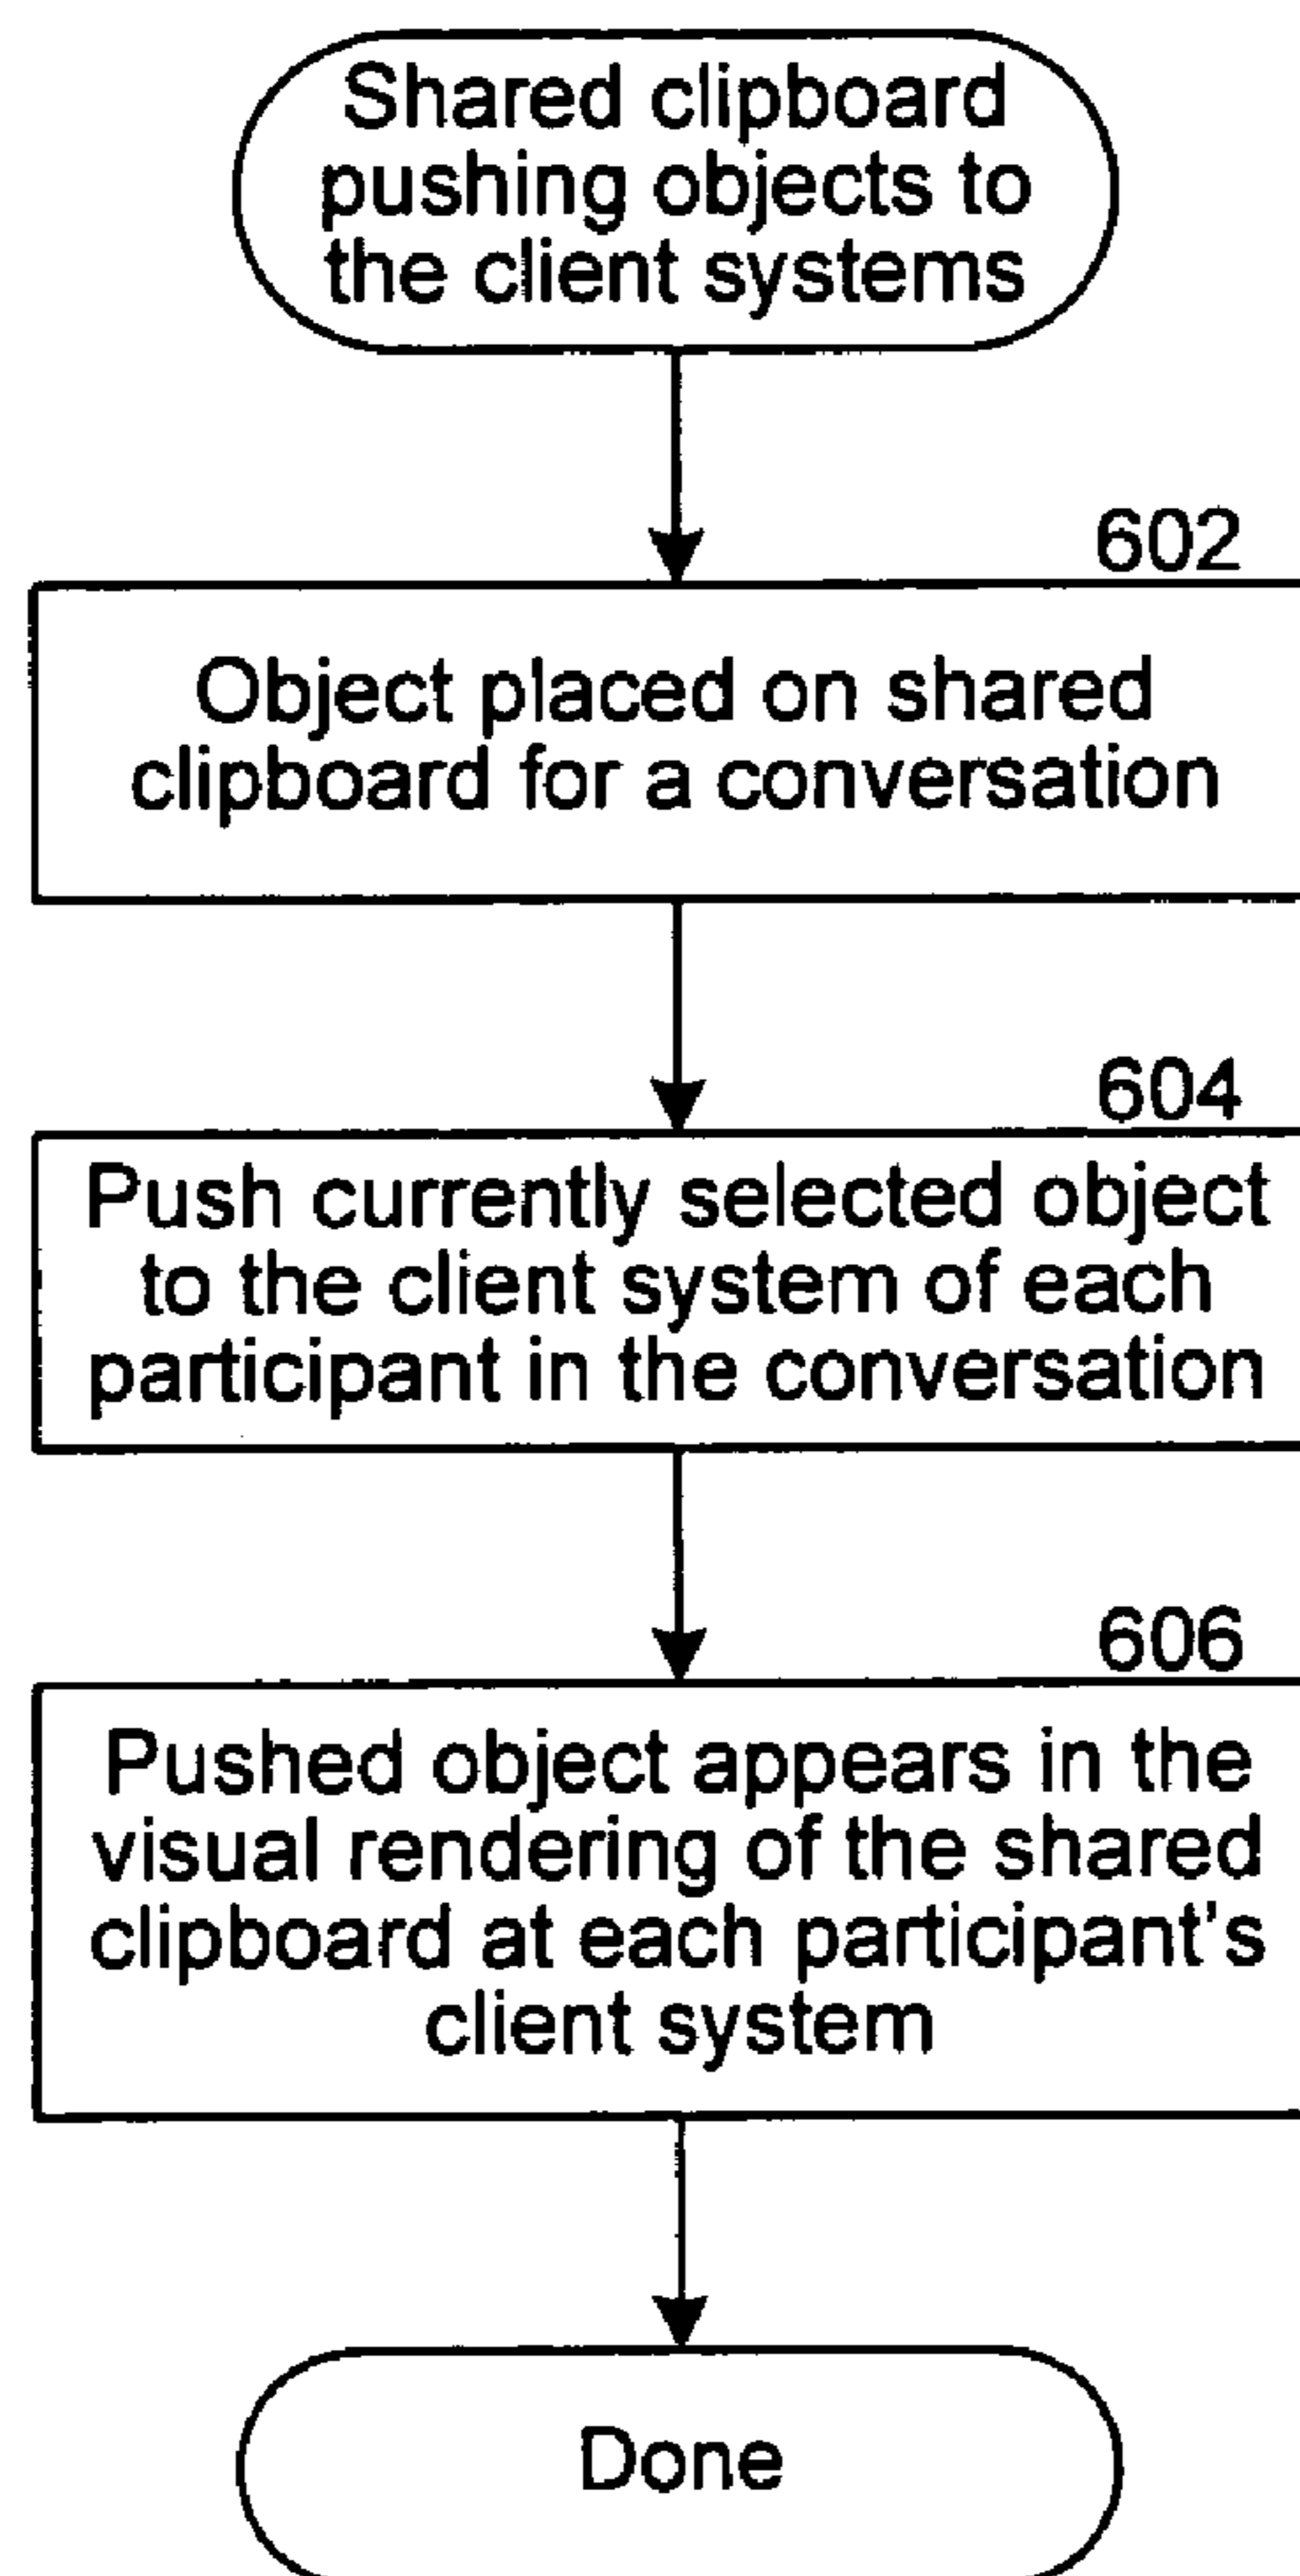 Shared clipboard
pushing objects to
the client systems
602
Object placed on shared
clipboard for a conversation
604
Push currently selected object
to the client system of each
participant in the conversation
606
Pushed object appears in the
visual rendering of the shared
clipboard at each participant's
client system
Done